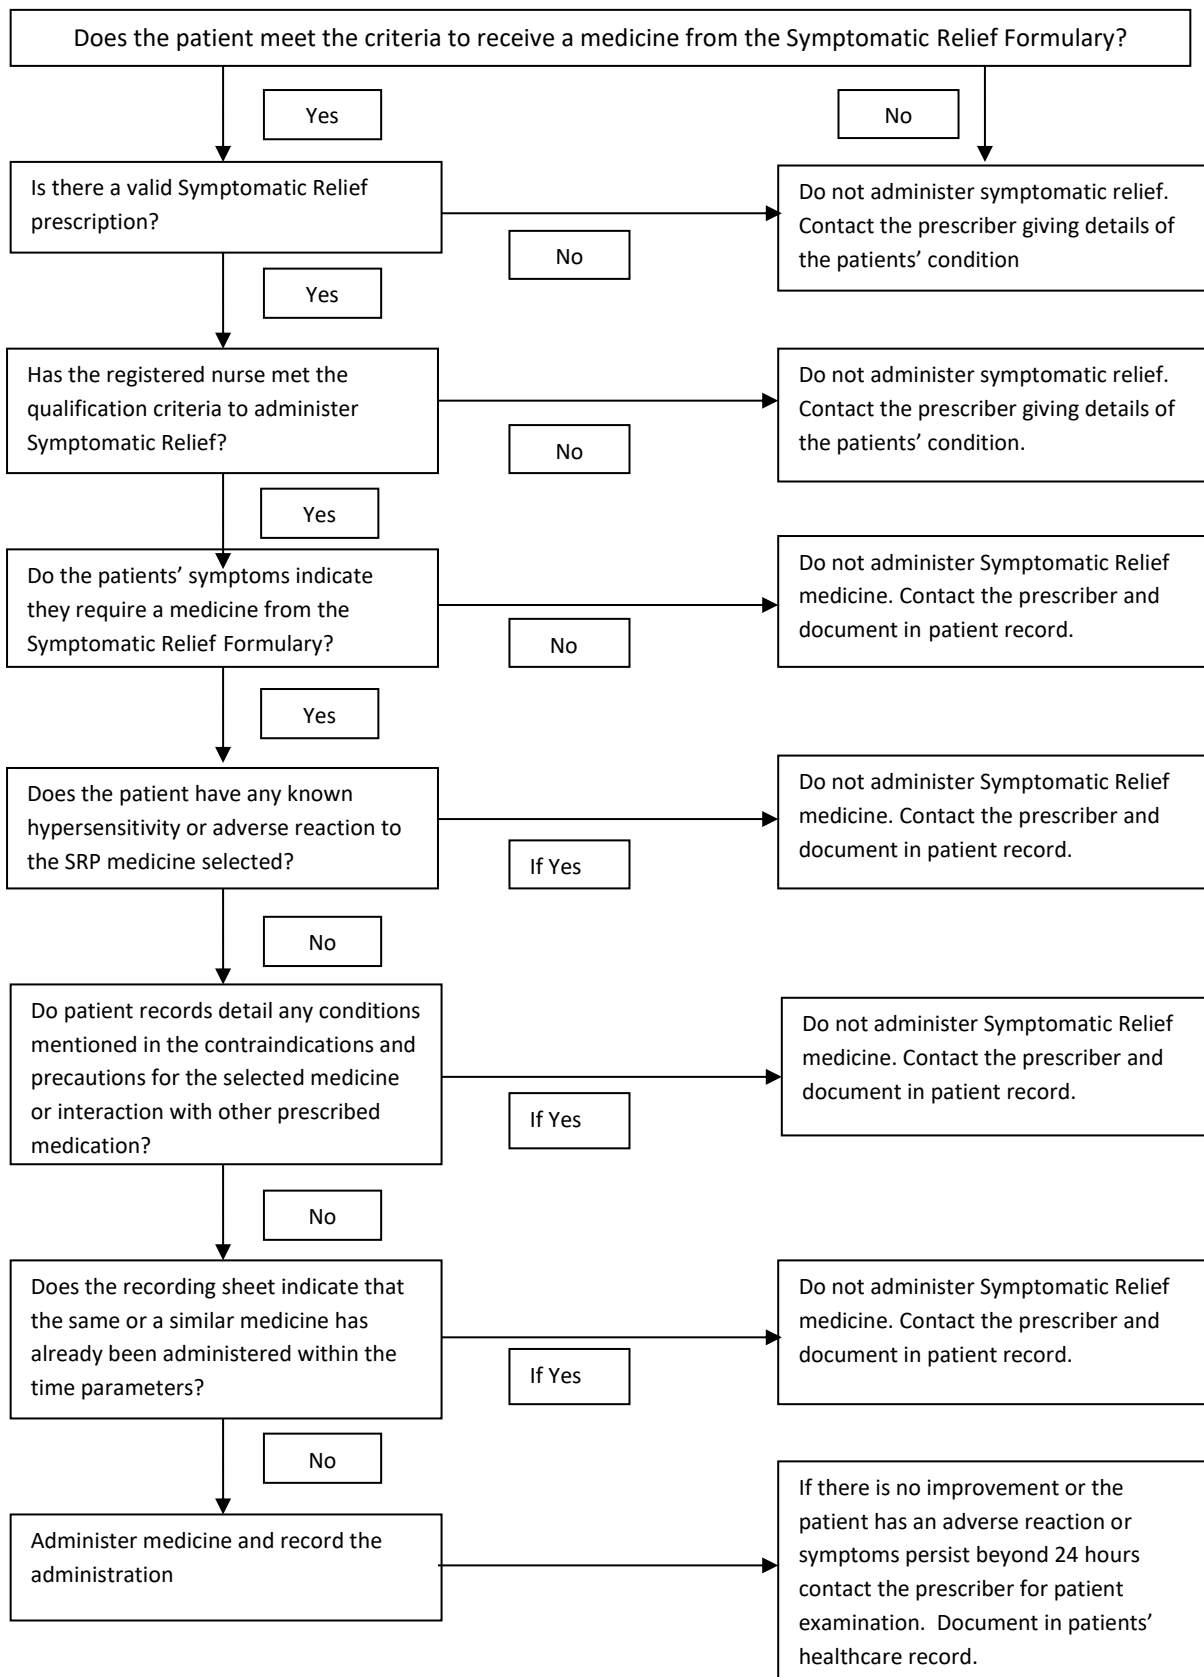 Does the patient meet the criteria to receive a medicine from the Symptomatic Relief Formulary?
Yes
No
Is there a valid Symptomatic Relief
prescription?
No
Do not administer symptomatic relief.
Contact the prescriber giving details of
the patients’ condition
Yes
Has the registered nurse met the
qualification criteria to administer
Symptomatic Relief?
No
Do not administer symptomatic relief.
Contact the prescriber giving details of
the patients’ condition.
Yes
Do the patients’ symptoms indicate
they require a medicine from the
Symptomatic Relief Formulary?
No
Do not administer Symptomatic Relief
medicine. Contact the prescriber and
document in patient record.
Yes
Does the patient have any known
hypersensitivity or adverse reaction to
the SRP medicine selected?
If Yes
Do not administer Symptomatic Relief
medicine. Contact the prescriber and
document in patient record.
No
Do patient records detail any conditions
mentioned in the contraindications and
precautions for the selected medicine
or interaction with other prescribed
medication?
If Yes
Do not administer Symptomatic Relief
medicine. Contact the prescriber and
document in patient record.
No
Does the recording sheet indicate that
the same or a similar medicine has
already been administered within the
time parameters?
If Yes
Do not administer Symptomatic Relief
medicine. Contact the prescriber and
document in patient record.
No
Administer medicine and record the
administration
If there is no improvement or the
patient has an adverse reaction or
symptoms persist beyond 24 hours
contact the prescriber for patient
examination.  Document in patients’
healthcare record.